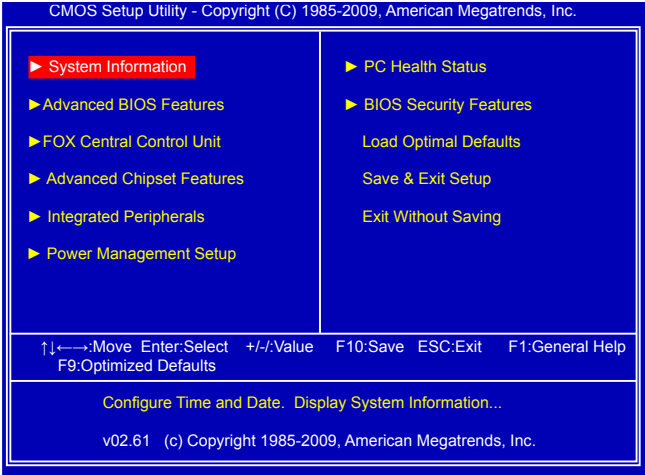 CMOS Setup Utility - Copyright (C) 1985-2009, American Megatrends, Inc.
► System Information
►Advanced BIOS Features
►FOX Central Control Unit
► Advanced Chipset Features
► Integrated Peripherals
► Power Management Setup
► PC Health Status
► BIOS Security Features
Load Optimal Defaults
Save & Exit Setup
Exit Without Saving
↑↓←→:Move Enter:Select +/-/:Value F10:Save ESC:Exit F1:General Help
F9:Optimized Defaults
Configure Time and Date. Display System Information...
v02.61 (c) Copyright 1985-2009, American Megatrends, Inc.